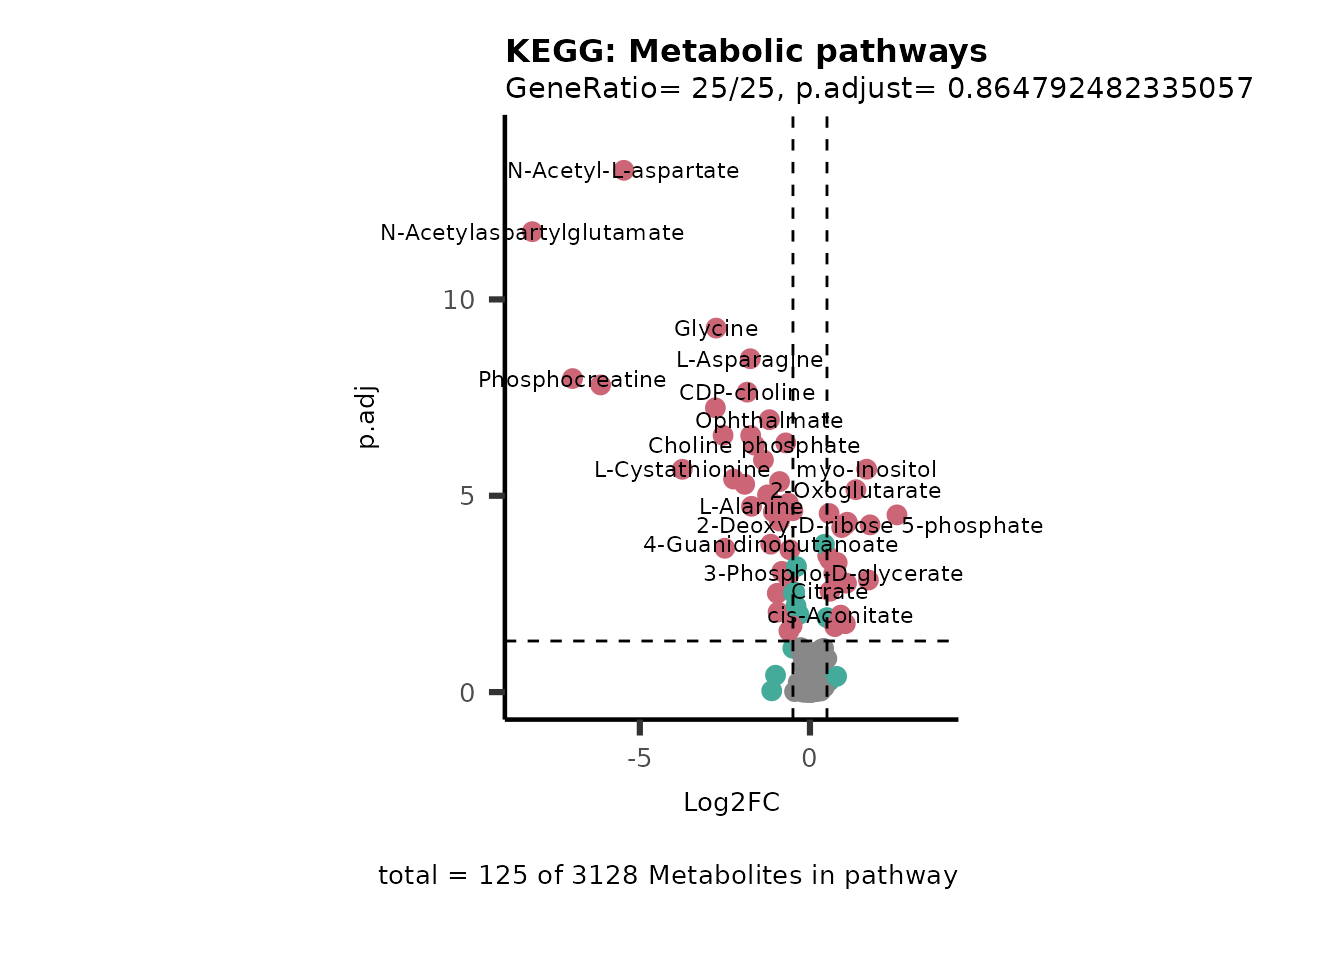 KEGG: Metabolic pathways
GeneRatio= 25/25, p.adjust= 0.864792482335057
N-Acetyl-L-aspartate
N-Acetylaspartylglutamate
10
Glycine
L-Asparagine
Phosphocreatine
CDP-choline
p.adj
Ophthalmate
Choline phosphate
L-Cystathionine
myo-Inositol
5
2-Oxoglutarate
L-Alanine
2-Deoxy-D-ribose 5-phosphate
4-Guanidinobutanoate
3-Phospho-D-glycerate
Citrate
cis-Aconitate
0
-5
0
Log2FC
total = 125 of 3128 Metabolites in pathway